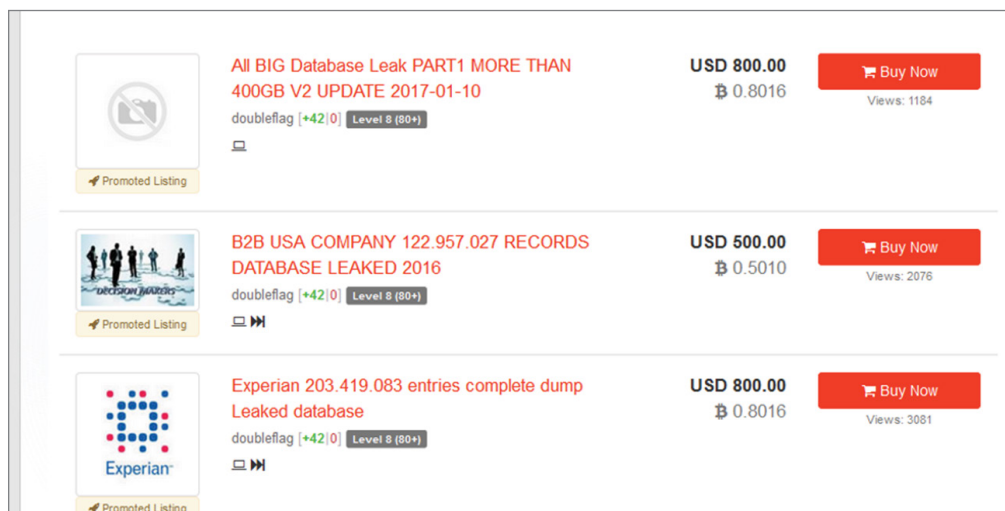 All BIG Database Leak PART1 MORE THAN
400GB V2 UPDATE 2017-01-10
doubleflag [+42|0] Level 8 (80+)
Promoted Listing
USD 800.00
฿ 0.8016
Buy Now
Views: 1184
B2B USA COMPANY 122.957.027 RECORDS
DATABASE LEAKED 2016
doubleflag [+42|0] Level 8 (80+)
DECISION MAKERS
Promoted Listing
USD 500.00
฿ 0.5010
Buy Now
Views: 2076
Experian 203.419.083 entries complete dump
Leaked database
doubleflag [+42|0] Level 8 (80+)
Experian
Promoted Listing
USD 800.00
฿ 0.8016
Buy Now
Views: 3081